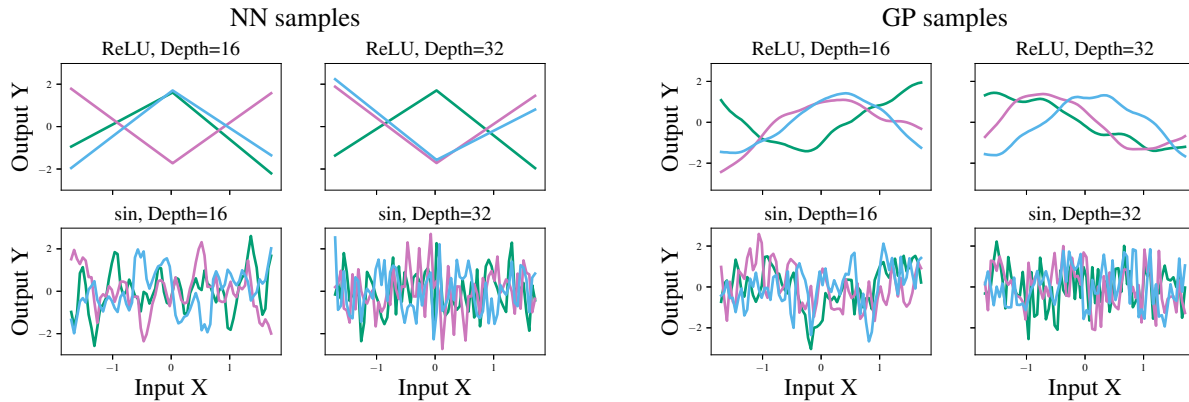 NN samples
GP samples
ReLU, Depth=16
ReLU, Depth=32
ReLU, Depth=16
ReLU, Depth=32
Output Y
2
0
−2
Output Y
2
0
−2
sin, Depth=16
sin, Depth=32
sin, Depth=16
sin, Depth=32
Output Y
2
0
−2
Output Y
2
0
−2
−1
0
1
−1
0
1
−1
0
1
−1
0
1
Input X
Input X
Input X
Input X